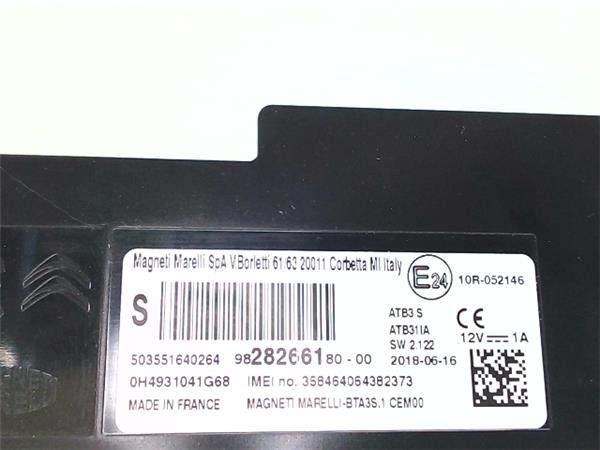 Magneti Marelli SpA V Borletti 61/63 20011 Corbetta MI Italy
E24 10R-052146
S
ATB3 S
ATB31IA
SW 2.122
CE
12V 1A
503551640264 9828266180-00 2018-06-16
0H4931041G68 IMEI no. 358464064382373
MADE IN FRANCE MAGNETI MARELLI-BTA3S.1 CEM00